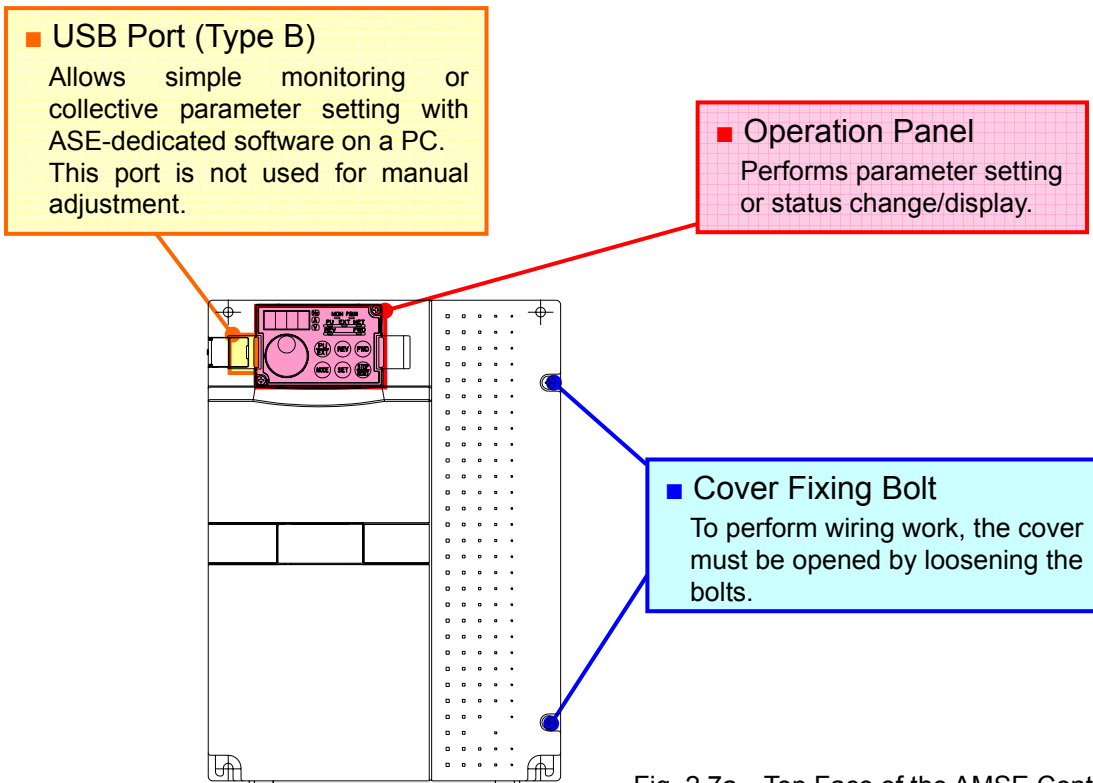 ■ USB Port (Type B)
Allows simple monitoring or
collective parameter setting with
ASE-dedicated software on a PC.
This port is not used for manual
adjustment.
■ Operation Panel
Performs parameter setting
or status change/display.
MON PRUN
PU EXT NET
REV FWD
PU
EXT
REV
FWD
MODE
SET
■ Cover Fixing Bolt
To perform wiring work, the cover
must be opened by loosening the
bolts.
Fig. 2.7a Top Face of the AMSE Cont